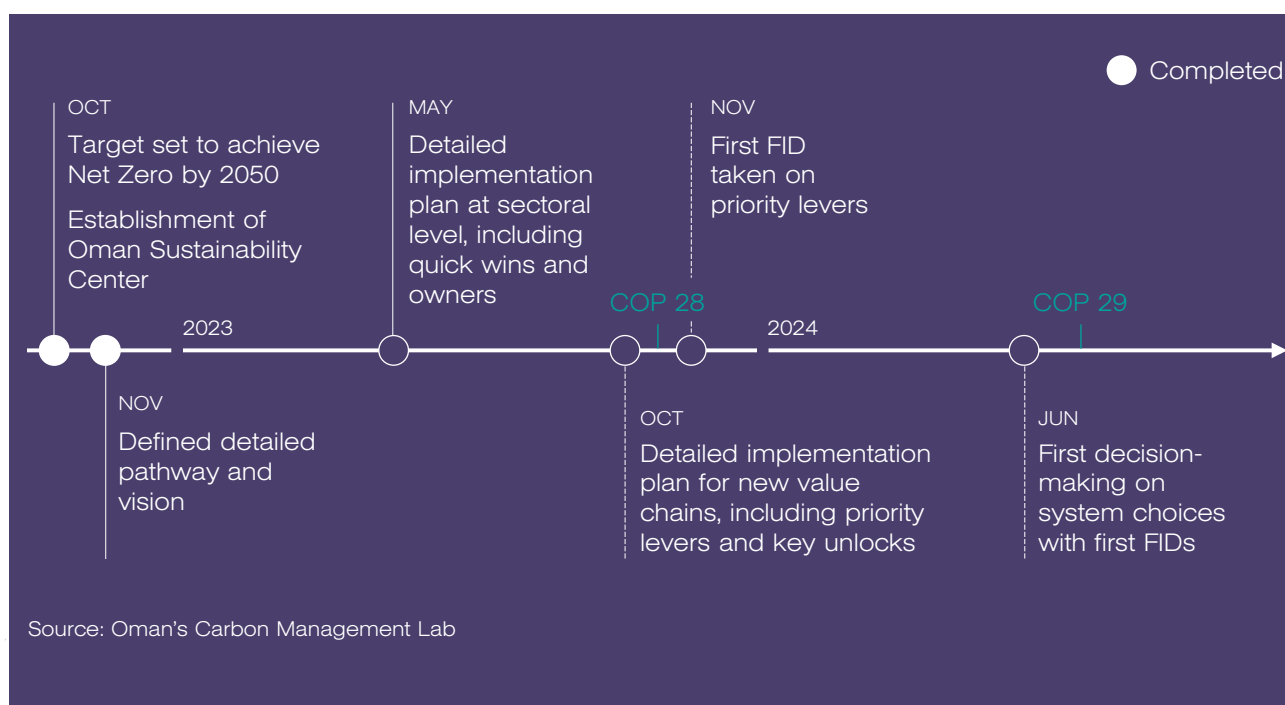 Completed
OCT
Target set to achieve
Net Zero by 2050
Establishment of
Oman Sustainability
Center
MAY
Detailed
implementation
plan at sectoral
level, including
quick wins and
owners
NOV
First FID
taken on
priority levers
COP 28
COP 29
2023
2024
NOV
Defined detailed
pathway and
vision
OCT
Detailed implementation
plan for new value
chains, including priority
levers and key unlocks
JUN
First decision-
making on
system choices
with first FIDs
Source: Oman's Carbon Management Lab